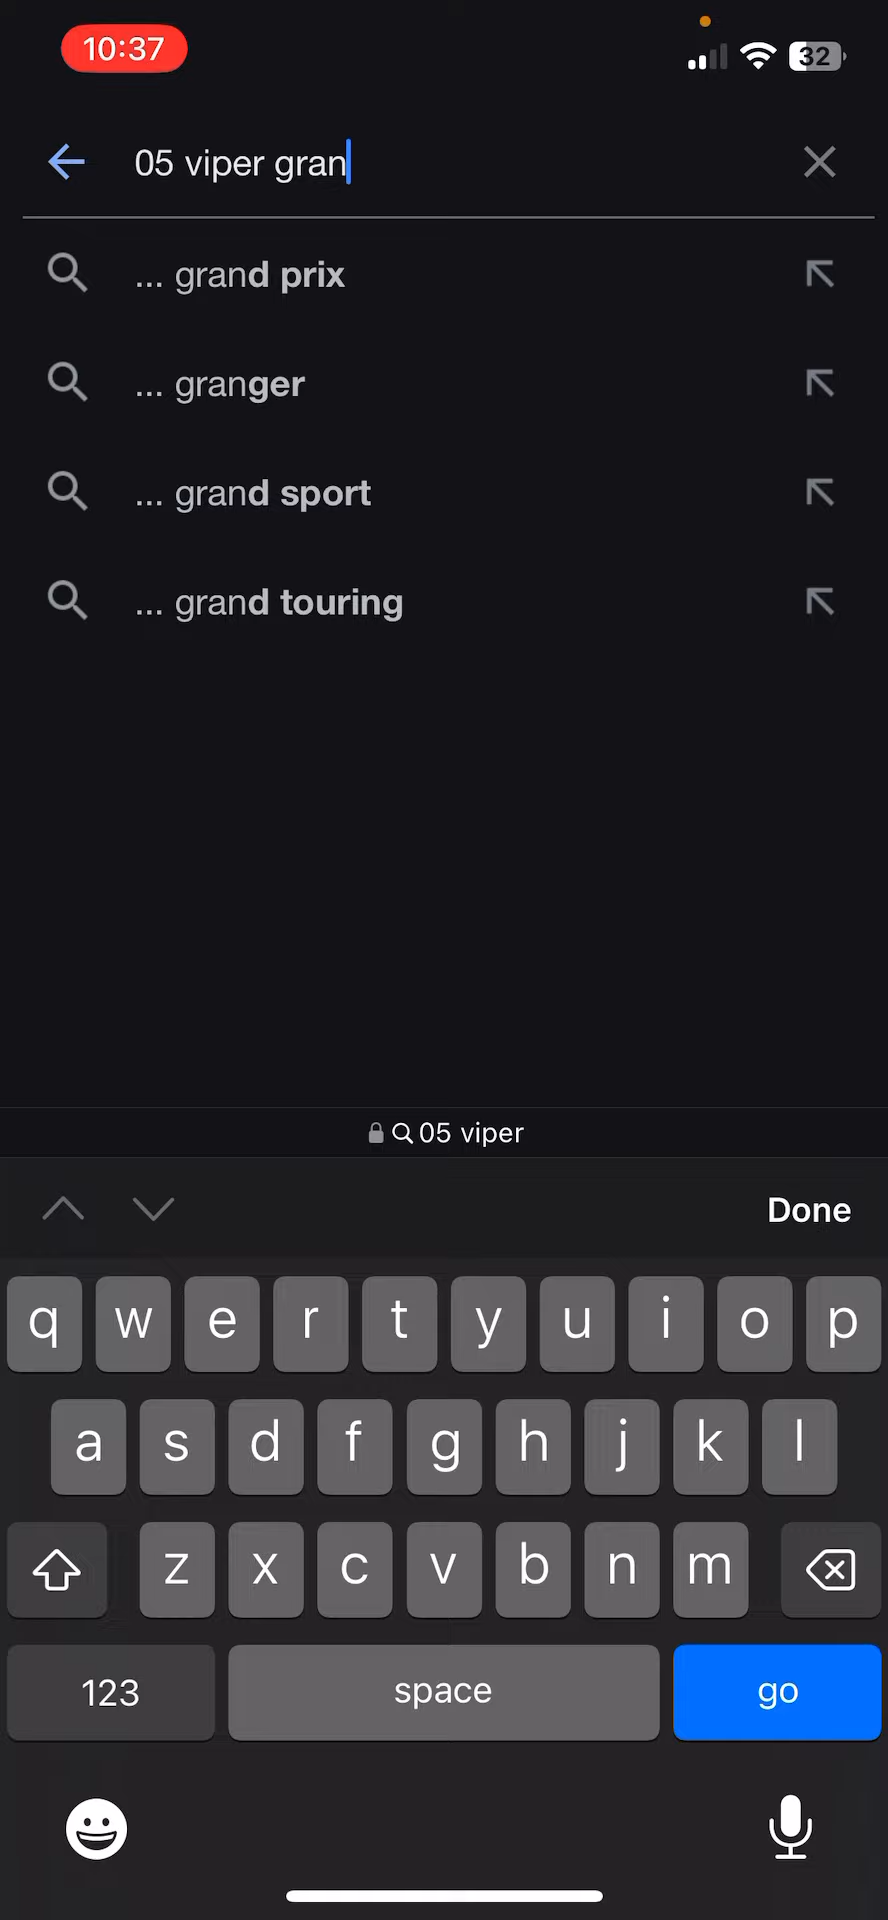 10:37
32
05 viper gran
... grand prix
... granger
... grand sport
... grand touring
05 viper
Done
q w e r t y u i o p
a s d f g h j k l
z x c v b n m
123 space go